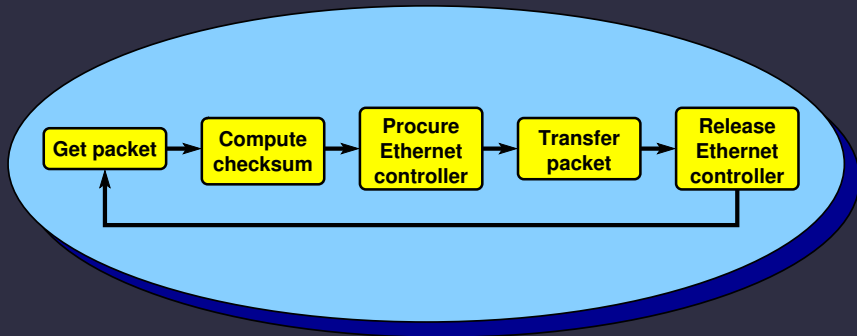 Get packet
Compute
checksum
Procure
Ethernet
controller
Transfer
packet
Release
Ethernet
controller